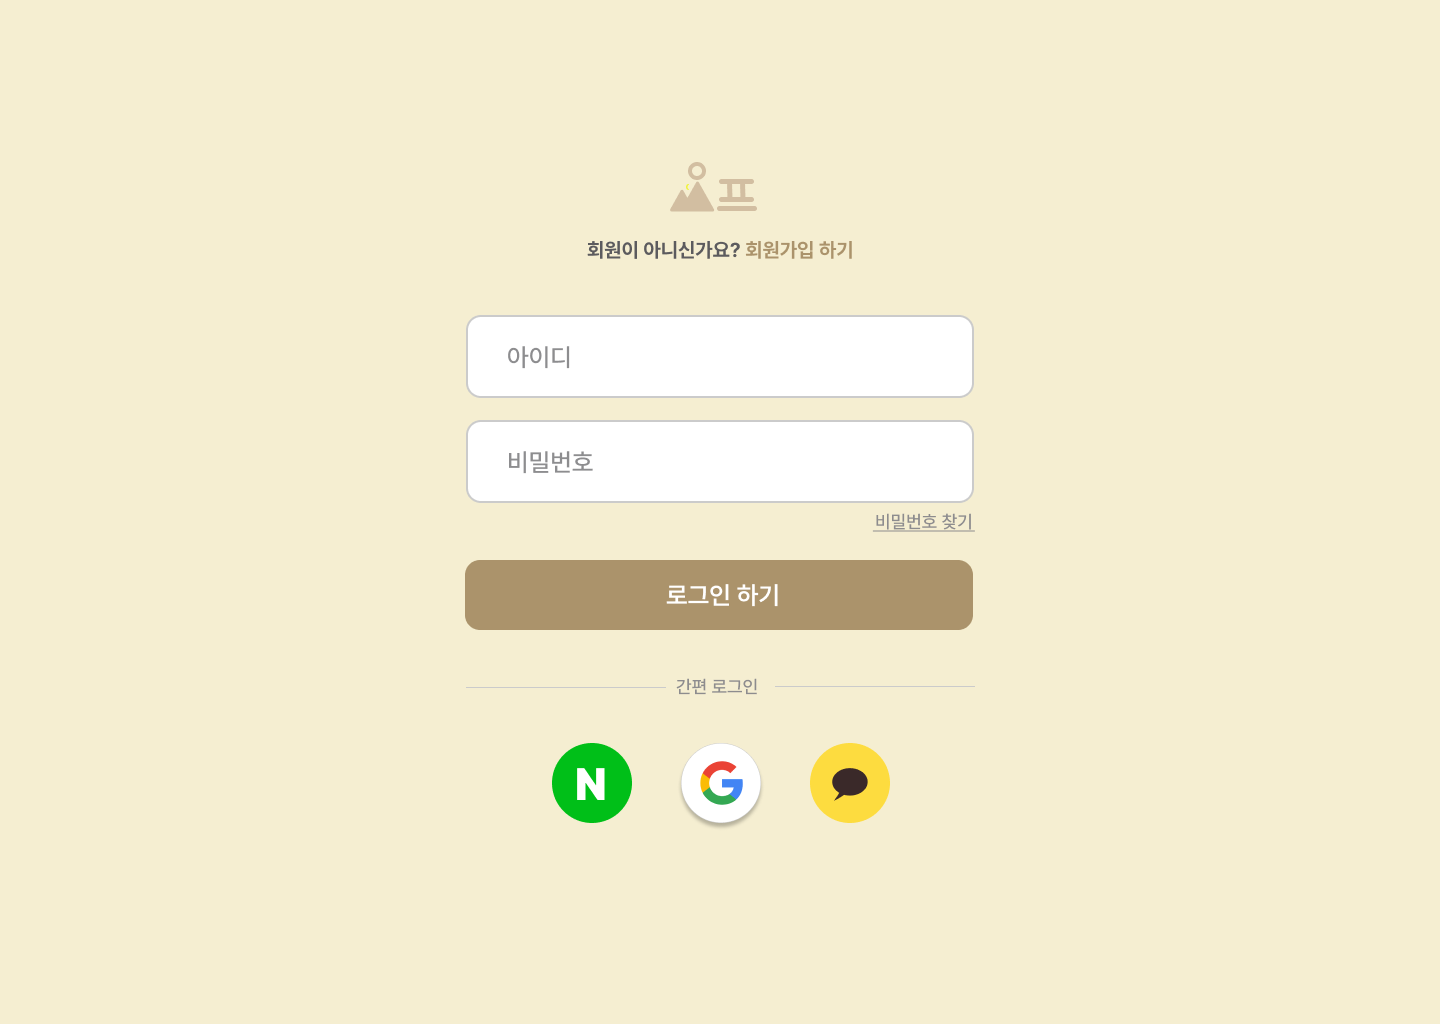 프
회원이 아니신가요? 회원가입 하기
아이디
비밀번호
비밀번호 찾기
로그인 하기
간편 로그인
N G